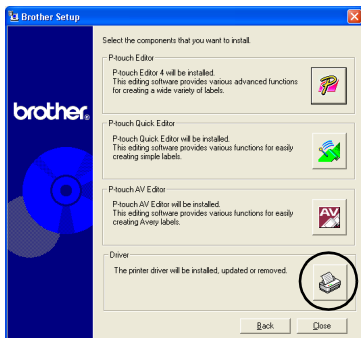 Brother Setup
Select the components that you want to install.
P-touch Editor
P-touch Editor 4 will be installed.
This editing software provides various advanced functions
for creating a wide variety of labels.
brother.
P-touch Quick Editor
P-touch Quick Editor will be installed.
This editing software provides various functions for easily
creating simple labels.
P-touch AV Editor
P-touch AV Editor will be installed.
This editing software provides various functions for easily
creating Avery labels.
AV
Driver
The printer driver will be installed, updated or removed.
Back
Close